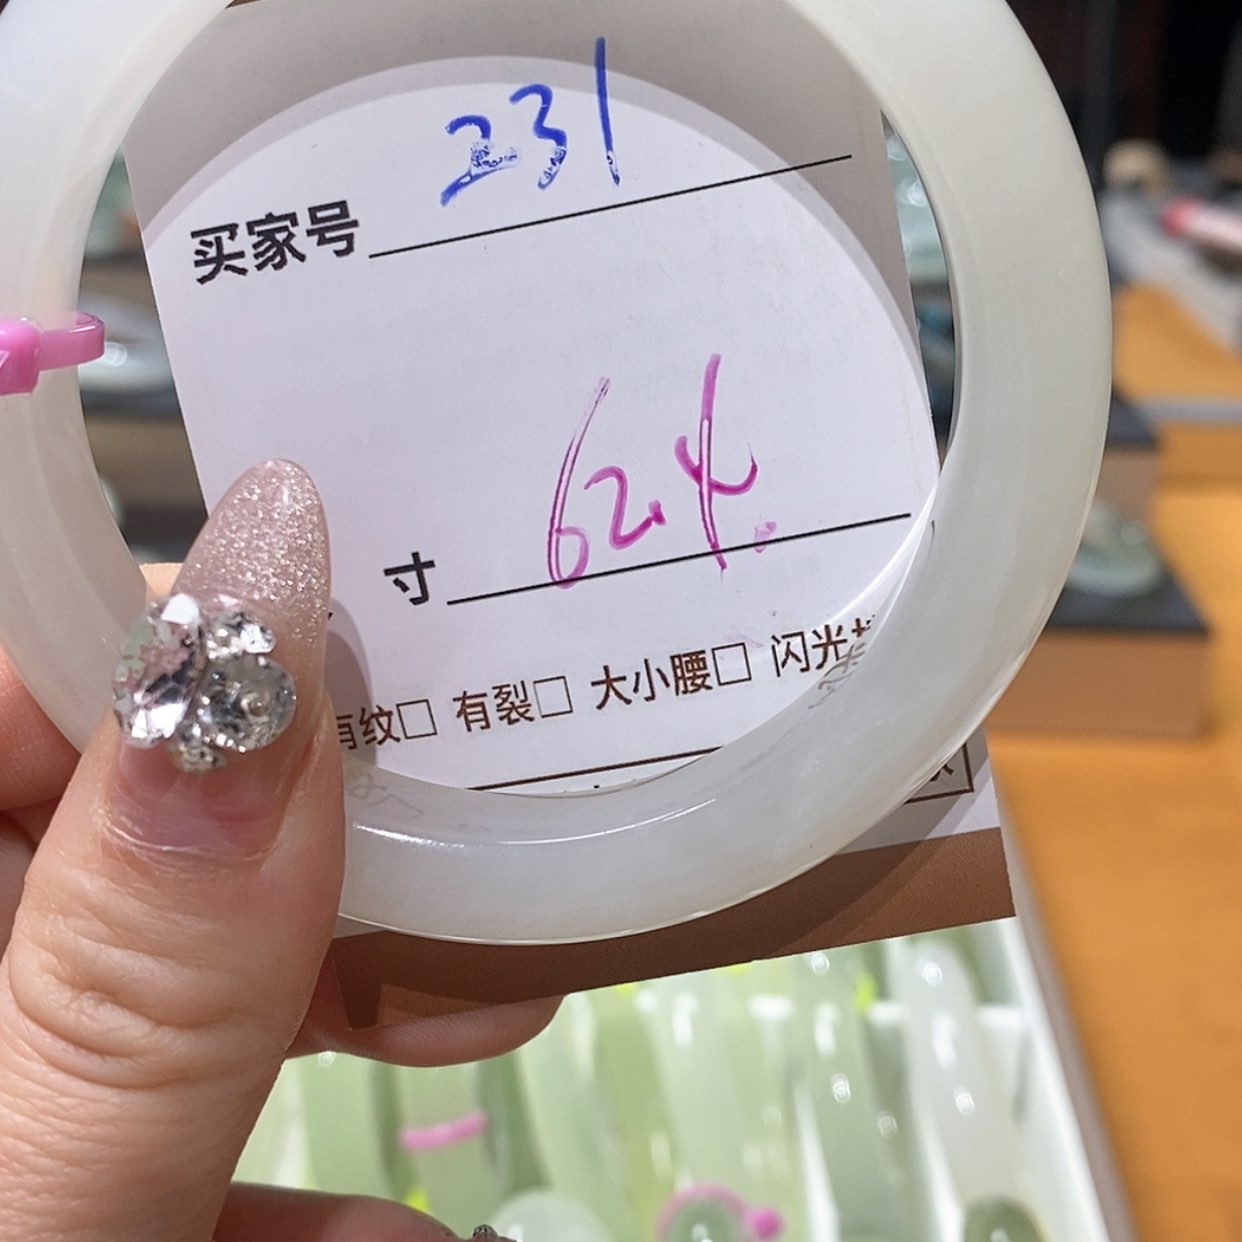 买家号 231
寸 62.4
有纹□ 有裂□ 大小腰□ 闪光